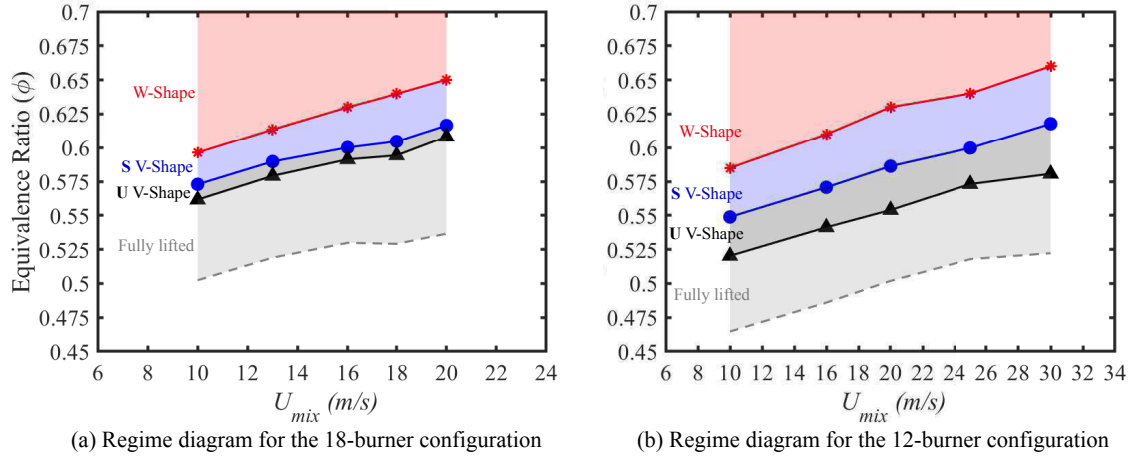 Equivalence Ratio (ϕ)
0.7
0.675
0.65
0.625
0.6
0.575
0.55
0.525
0.5
0.475
0.45
W-Shape
S V-Shape
U V-Shape
Fully lifted
6 8 10 12 14 16 18 20 22 24
U_mix (m/s)
(a) Regime diagram for the 18-burner configuration
0.7
0.675
0.65
0.625
0.6
0.575
0.55
0.525
0.5
0.475
0.45
W-Shape
S V-Shape
U V-Shape
Fully lifted
6 8 10 12 14 16 18 20 22 24 26 28 30 32 34
U_mix (m/s)
(b) Regime diagram for the 12-burner configuration